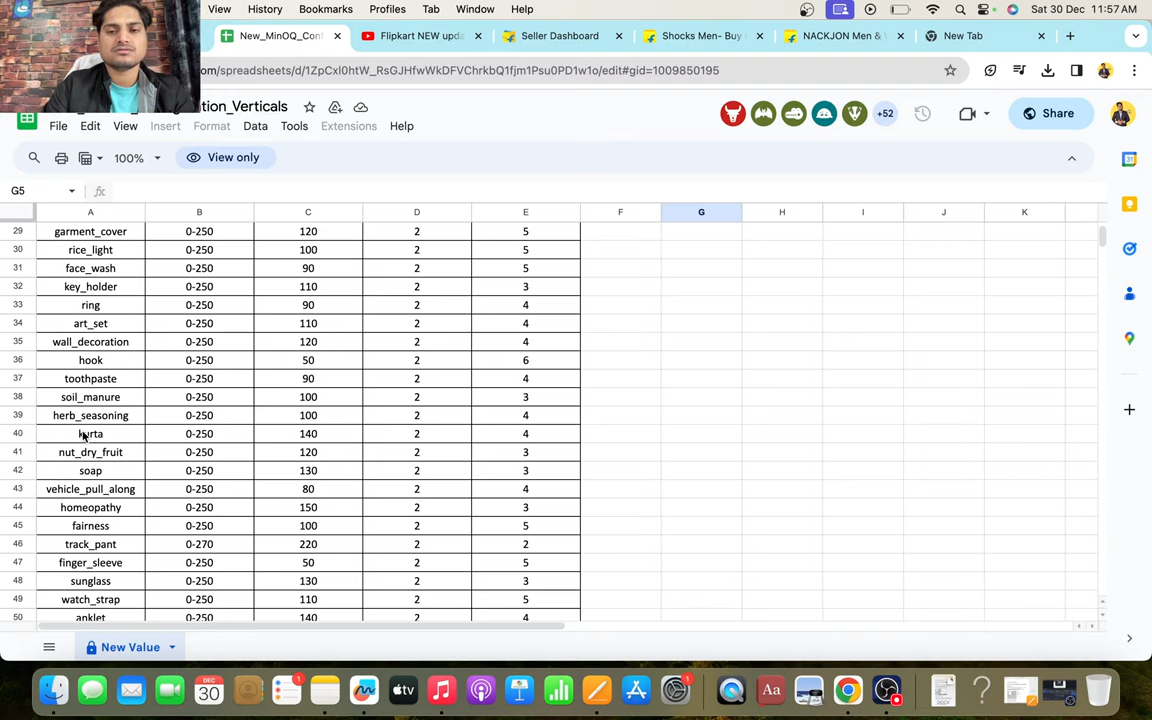 View History Bookmarks Profiles Tab Window Help Sat 30 Dec 11:57 AM
New_MinOQ_Conf Flipkart NEW upda Seller Dashboard Shocks Men- Buy NACKJON Men & W New Tab
om/spreadsheets/d/1ZpCxl0htW_RsGJHfwWkDFVChrkbQ1fjm1Psu0PD1w1o/edit#gid=1009850195
tion_Verticals
+52 Share
File Edit View Insert Format Data Tools Extensions Help
100% View only
G5 fx
A B C D E F G H I J K
29 garment_cover 0-250 120 2 5
30 rice_light 0-250 100 2 5
31 face_wash 0-250 90 2 5
32 key_holder 0-250 110 2 3
33 ring 0-250 90 2 4
34 art_set 0-250 110 2 4
35 wall_decoration 0-250 120 2 4
36 hook 0-250 50 2 6
37 toothpaste 0-250 90 2 4
38 soil_manure 0-250 100 2 3
39 herb_seasoning 0-250 100 2 4
40 kurta 0-250 140 2 4
41 nut_dry_fruit 0-250 120 2 3
42 soap 0-250 130 2 3
43 vehicle_pull_along 0-250 80 2 4
44 homeopathy 0-250 150 2 3
45 fairness 0-250 100 2 5
46 track_pant 0-270 220 2 2
47 finger_sleeve 0-250 50 2 5
48 sunglass 0-250 130 2 3
49 watch_strap 0-250 110 2 5
50 anklet 0-250 140 2 4
New Value
DEC
30
1
tv
1
Aa